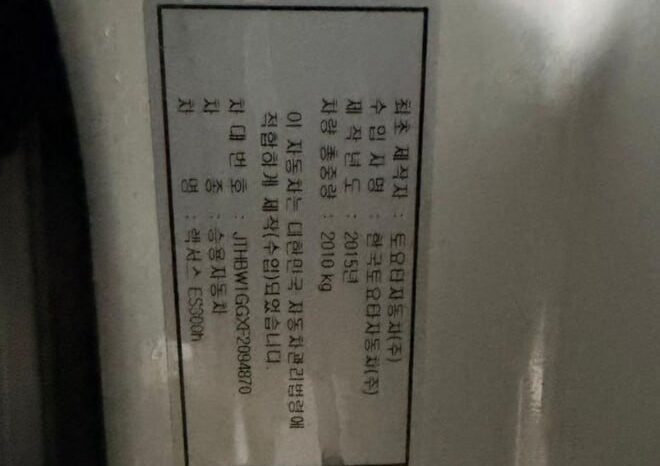 최초 제작자 : 토요타자동차(주)
수 입 자 명 : 한국토요타자동차(주)
제 작 년 도 : 2015년
차량 총중량 : 2010 kg
이 자동차는 대한민국 자동차관리법령에
적합하게 제작(수입)되었습니다.
차 대 번 호 : JTHBW1GGXF2094870
차 종 : 승용자동차
차 명 : 렉서스 ES300h